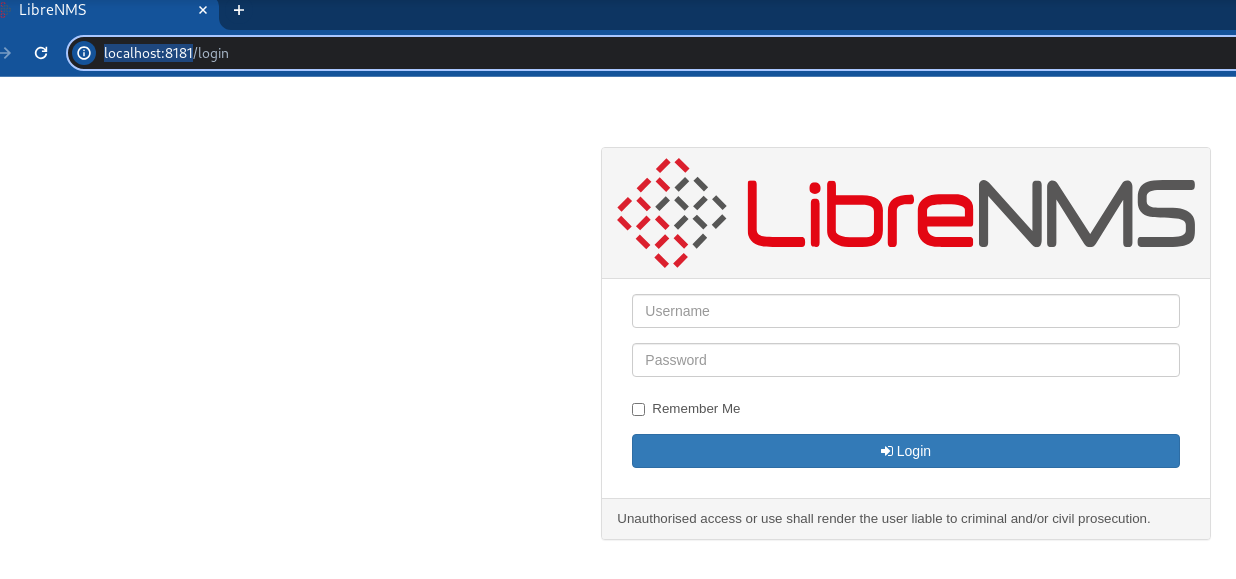 LibreNMS
localhost:8181/login
LibreNMS
Username
Password
Remember Me
Login
Unauthorised access or use shall render the user liable to criminal and/or civil prosecution.